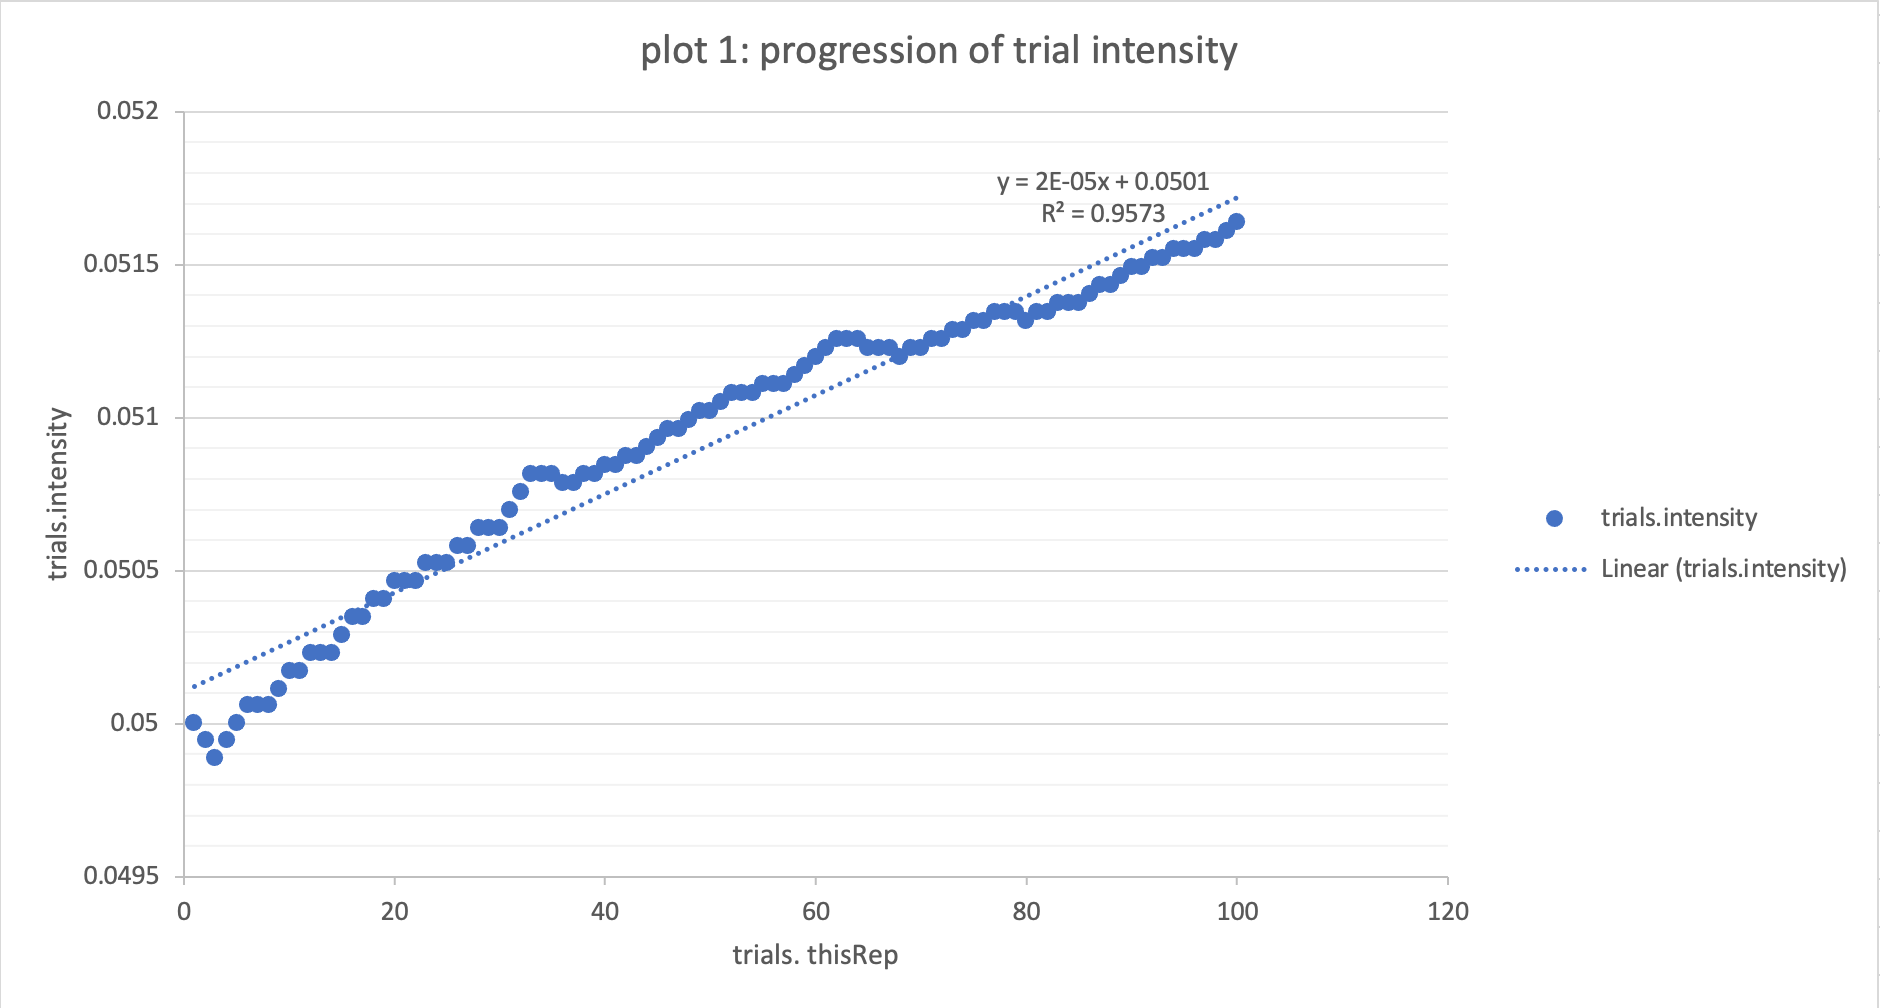 plot 1: progression of trial intensity
0.052
0.0515
0.051
0.0505
0.05
0.0495
trials.intensity
y = 2E-05x + 0.0501
R² = 0.9573
0 20 40 60 80 100 120
trials. thisRep
trials.intensity
Linear (trials.intensity)